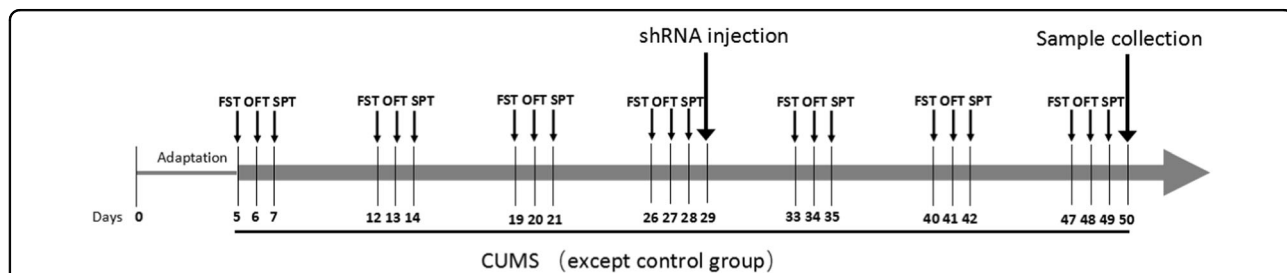 shRNA injection
Sample collection
FST OFT SPT FST OFT SPT FST OFT SPT FST OFT SPT FST OFT SPT FST OFT SPT FST OFT SPT
Adaptation
Days 0 5 6 7 12 13 14 19 20 21 26 27 28 29 33 34 35 40 41 42 47 48 49 50
CUMS (except control group)